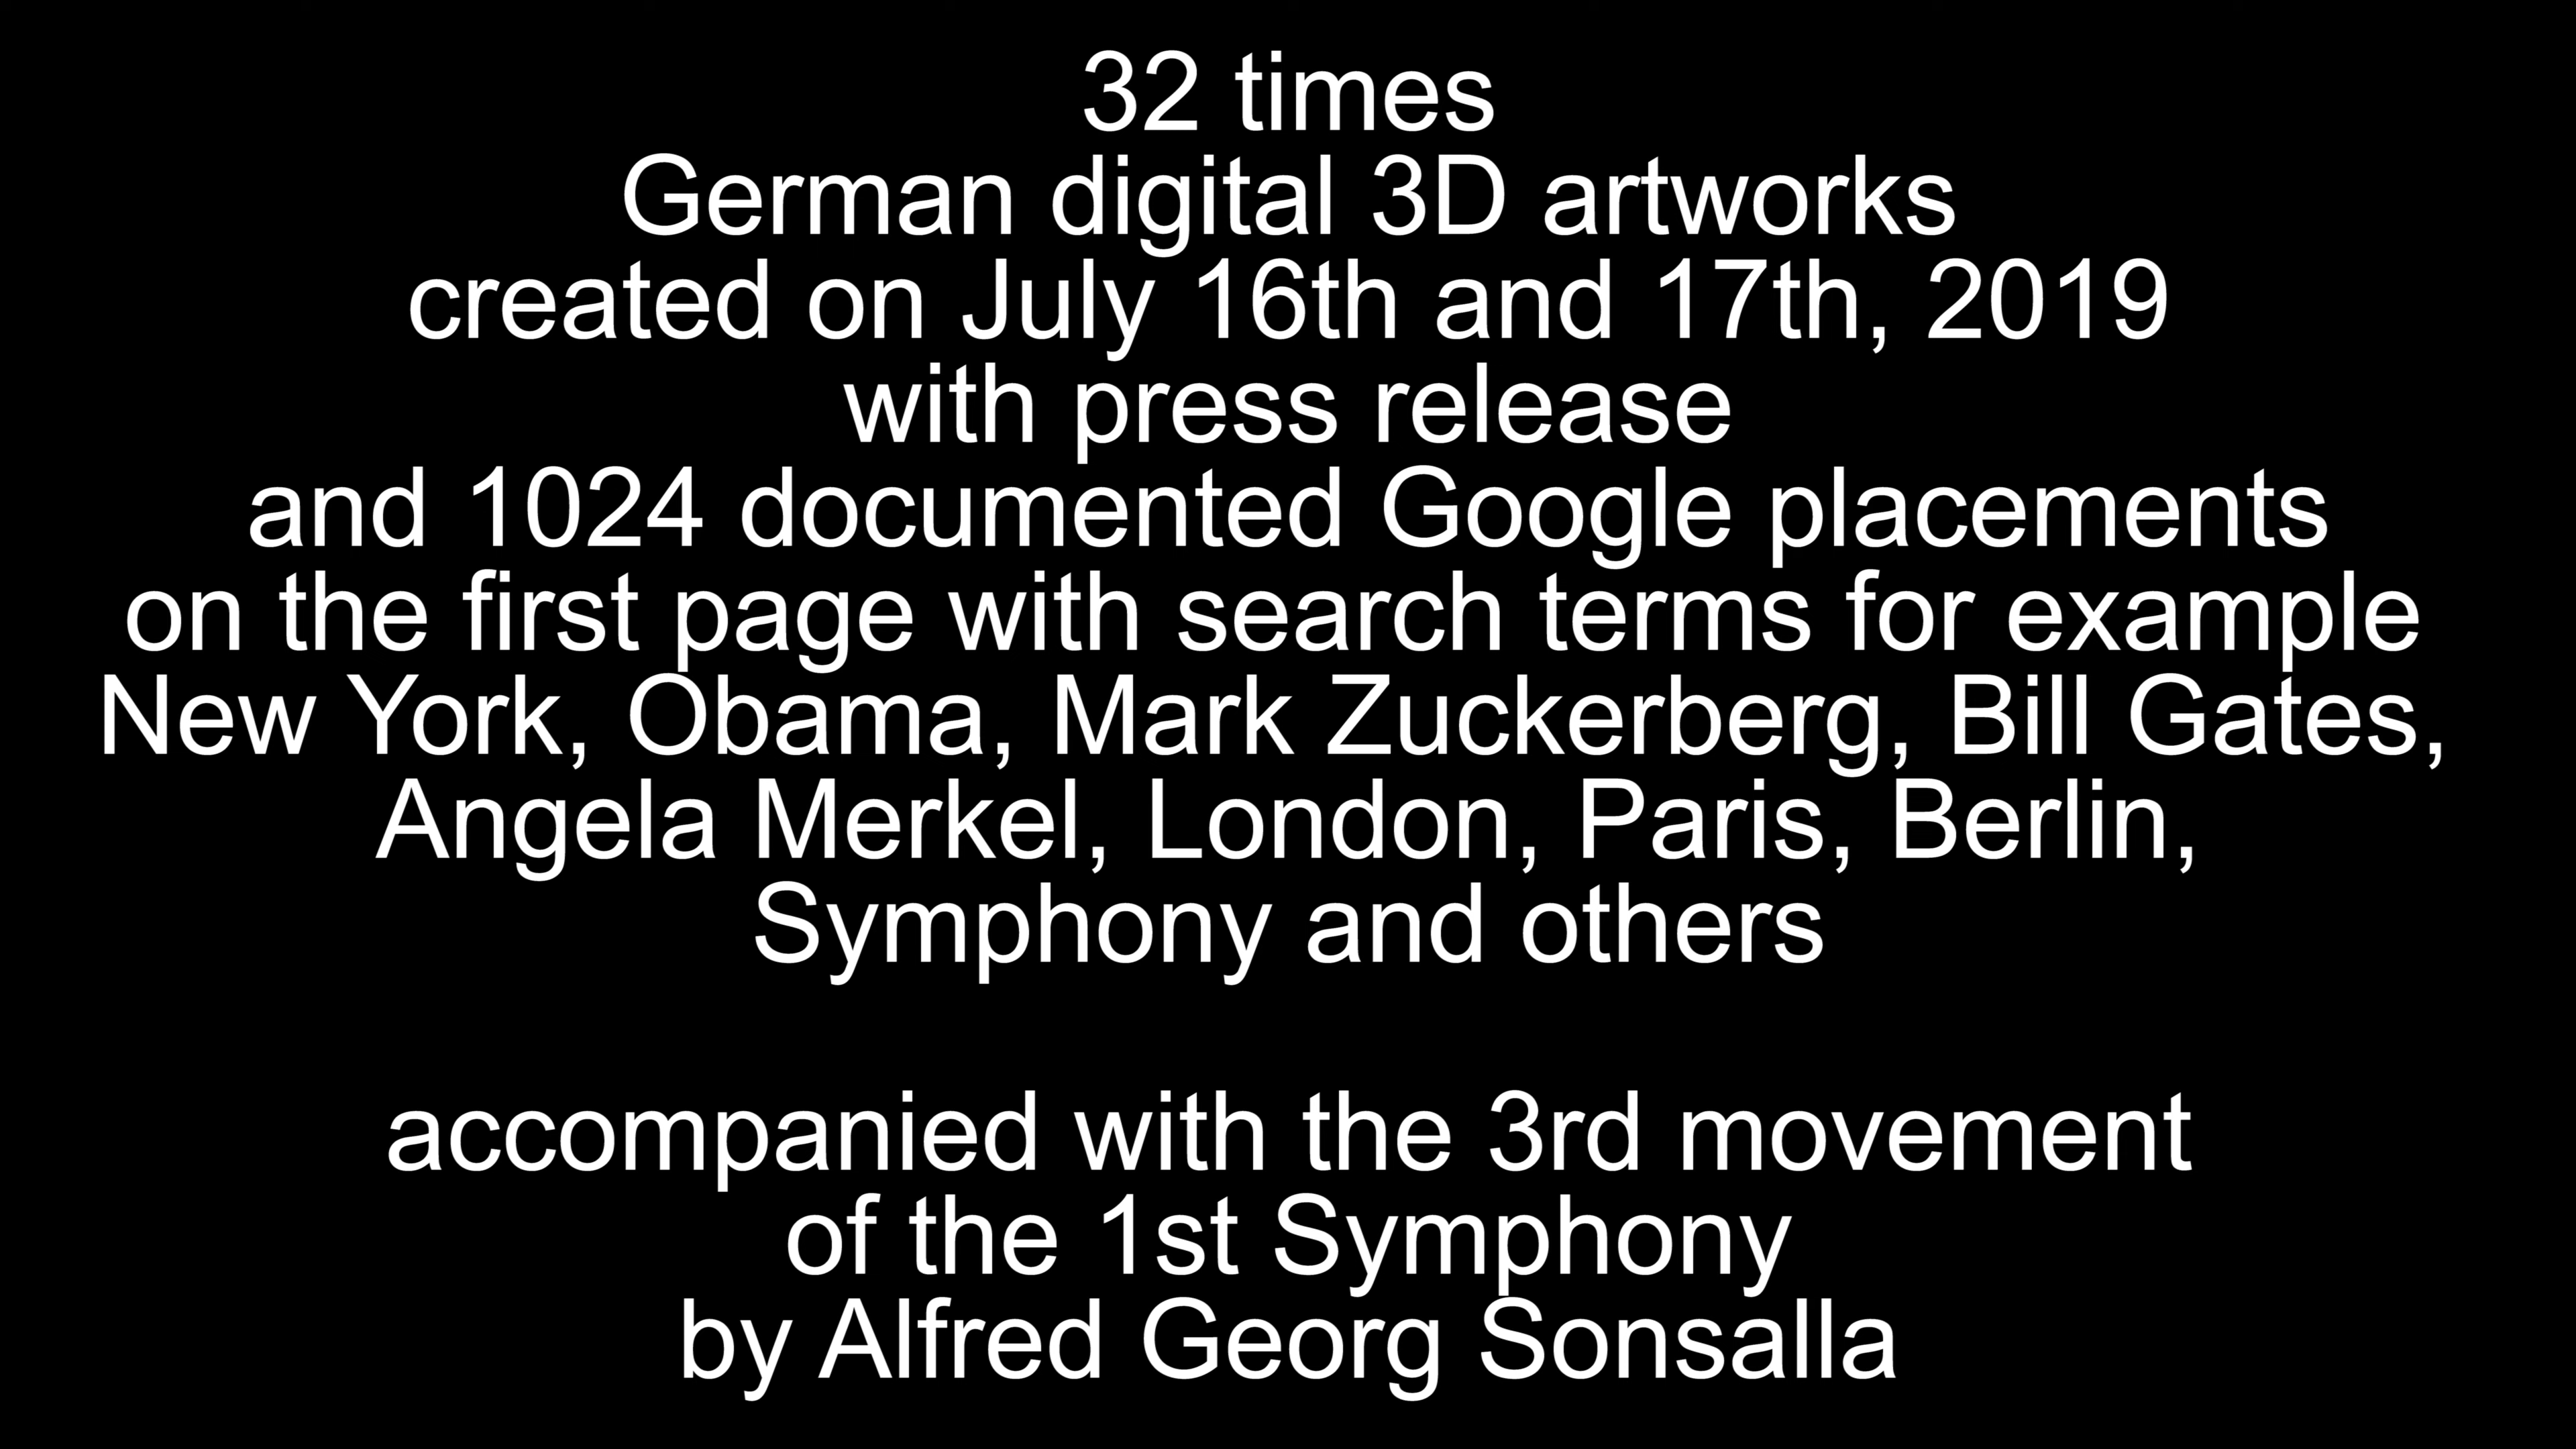 32 times
German digital 3D artworks
created on July 16th and 17th, 2019
with press release
and 1024 documented Google placements
on the first page with search terms for example
New York, Obama, Mark Zuckerberg, Bill Gates,
Angela Merkel, London, Paris, Berlin,
Symphony and others
accompanied with the 3rd movement
of the 1st Symphony
by Alfred Georg Sonsalla